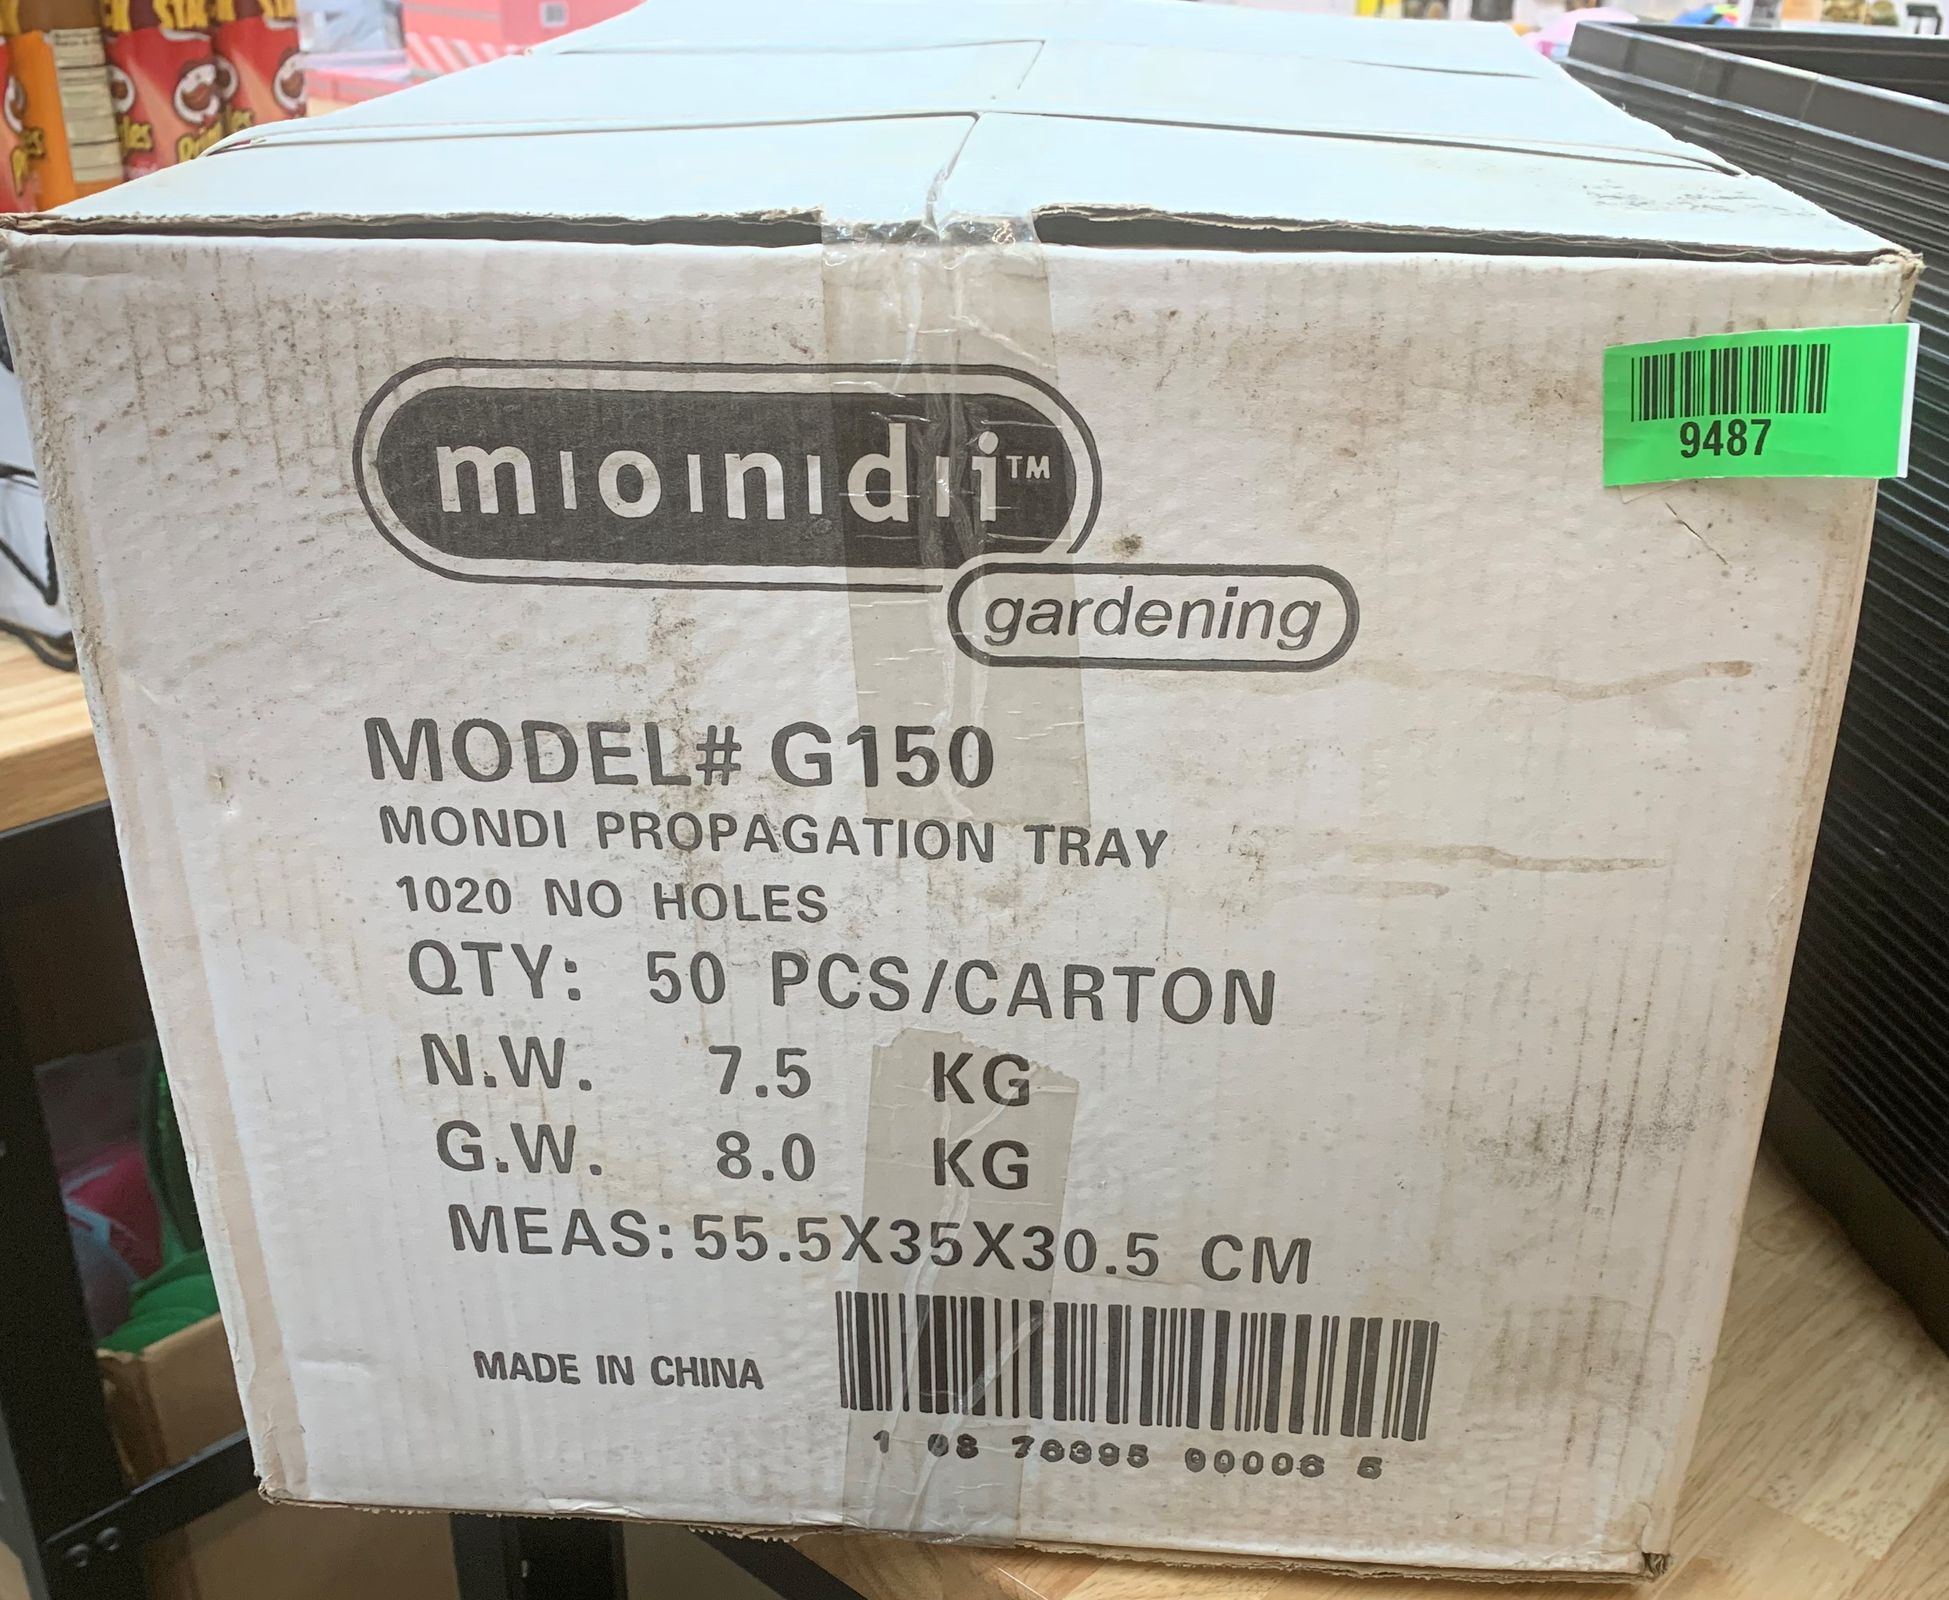 m|o|n|d|i™
gardening
9487
MODEL# G150
MONDI PROPAGATION TRAY
1020 NO HOLES
QTY: 50 PCS/CARTON
N.W. 7.5 KG
G.W. 8.0 KG
MEAS: 55.5X35X30.5 CM
MADE IN CHINA